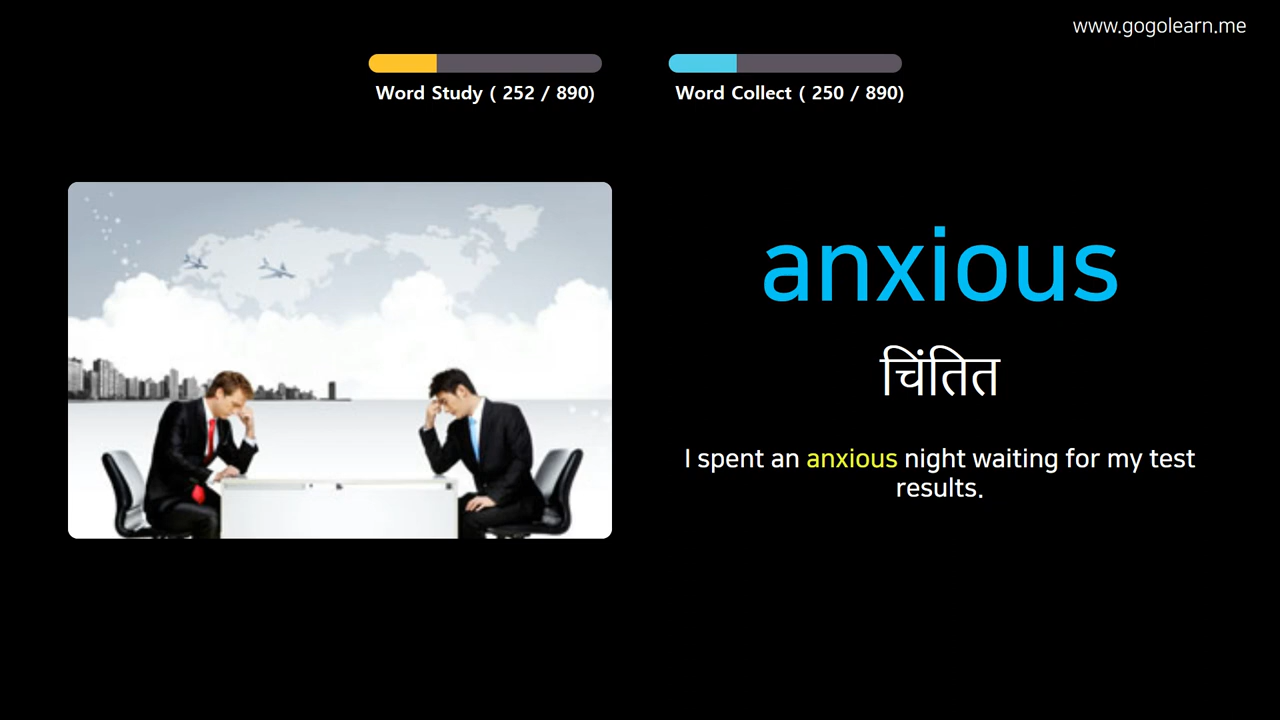 www.gogolearn.me
Word Study ( 252 / 890)
Word Collect ( 250 / 890)
anxious
चिंतित
I spent an anxious night waiting for my test
results.